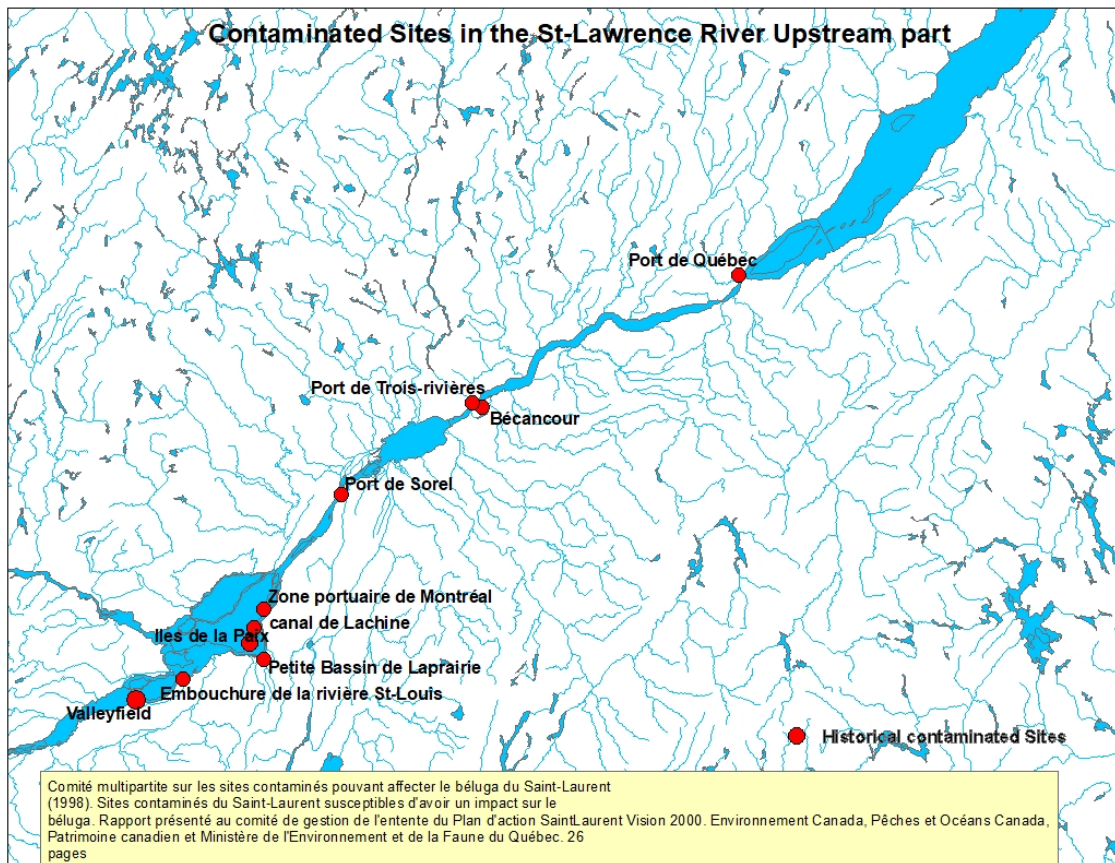 Contaminated Sites in the St-Lawrence River Upstream part
Port de Québec
Port de Trois-rivières
Bécancour
Port de Sorel
Zone portuaire de Montréal
canal de Lachine
Iles de la Paix
Petite Bassin de Laprairie
Embouchure de la rivière St-Louis
Valleyfield
Historical contaminated Sites
Comité multipartite sur les sites contaminés pouvant affecter le béluga du Saint-Laurent
(1998). Sites contaminés du Saint-Laurent susceptibles d'avoir un impact sur le
béluga. Rapport présenté au comité de gestion de l'entente du Plan d'action SaintLaurent Vision 2000. Environnement Canada, Pêches et Océans Canada,
Patrimoine canadien et Ministère de l'Environnement et de la Faune du Québec. 26
pages